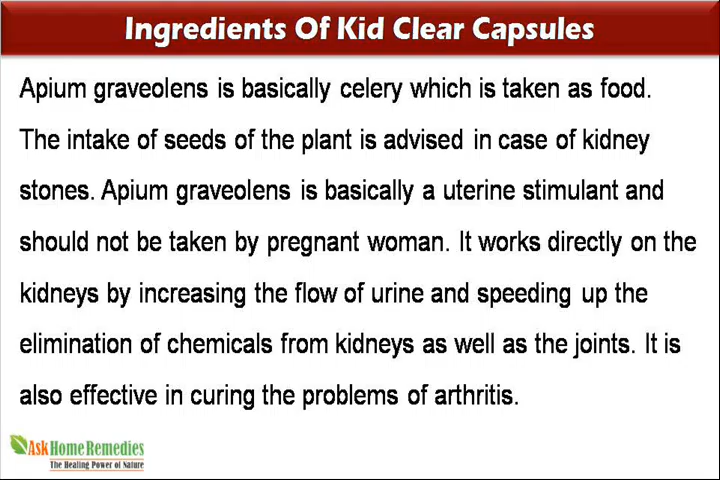 Ingredients Of Kid Clear Capsules
Apium graveolens is basically celery which is taken as food.
The intake of seeds of the plant is advised in case of kidney
stones. Apium graveolens is basically a uterine stimulant and
should not be taken by pregnant woman. It works directly on the
kidneys by increasing the flow of urine and speeding up the
elimination of chemicals from kidneys as well as the joints. It is
also effective in curing the problems of arthritis.
AskHomeRemedies
The Healing Power of Nature